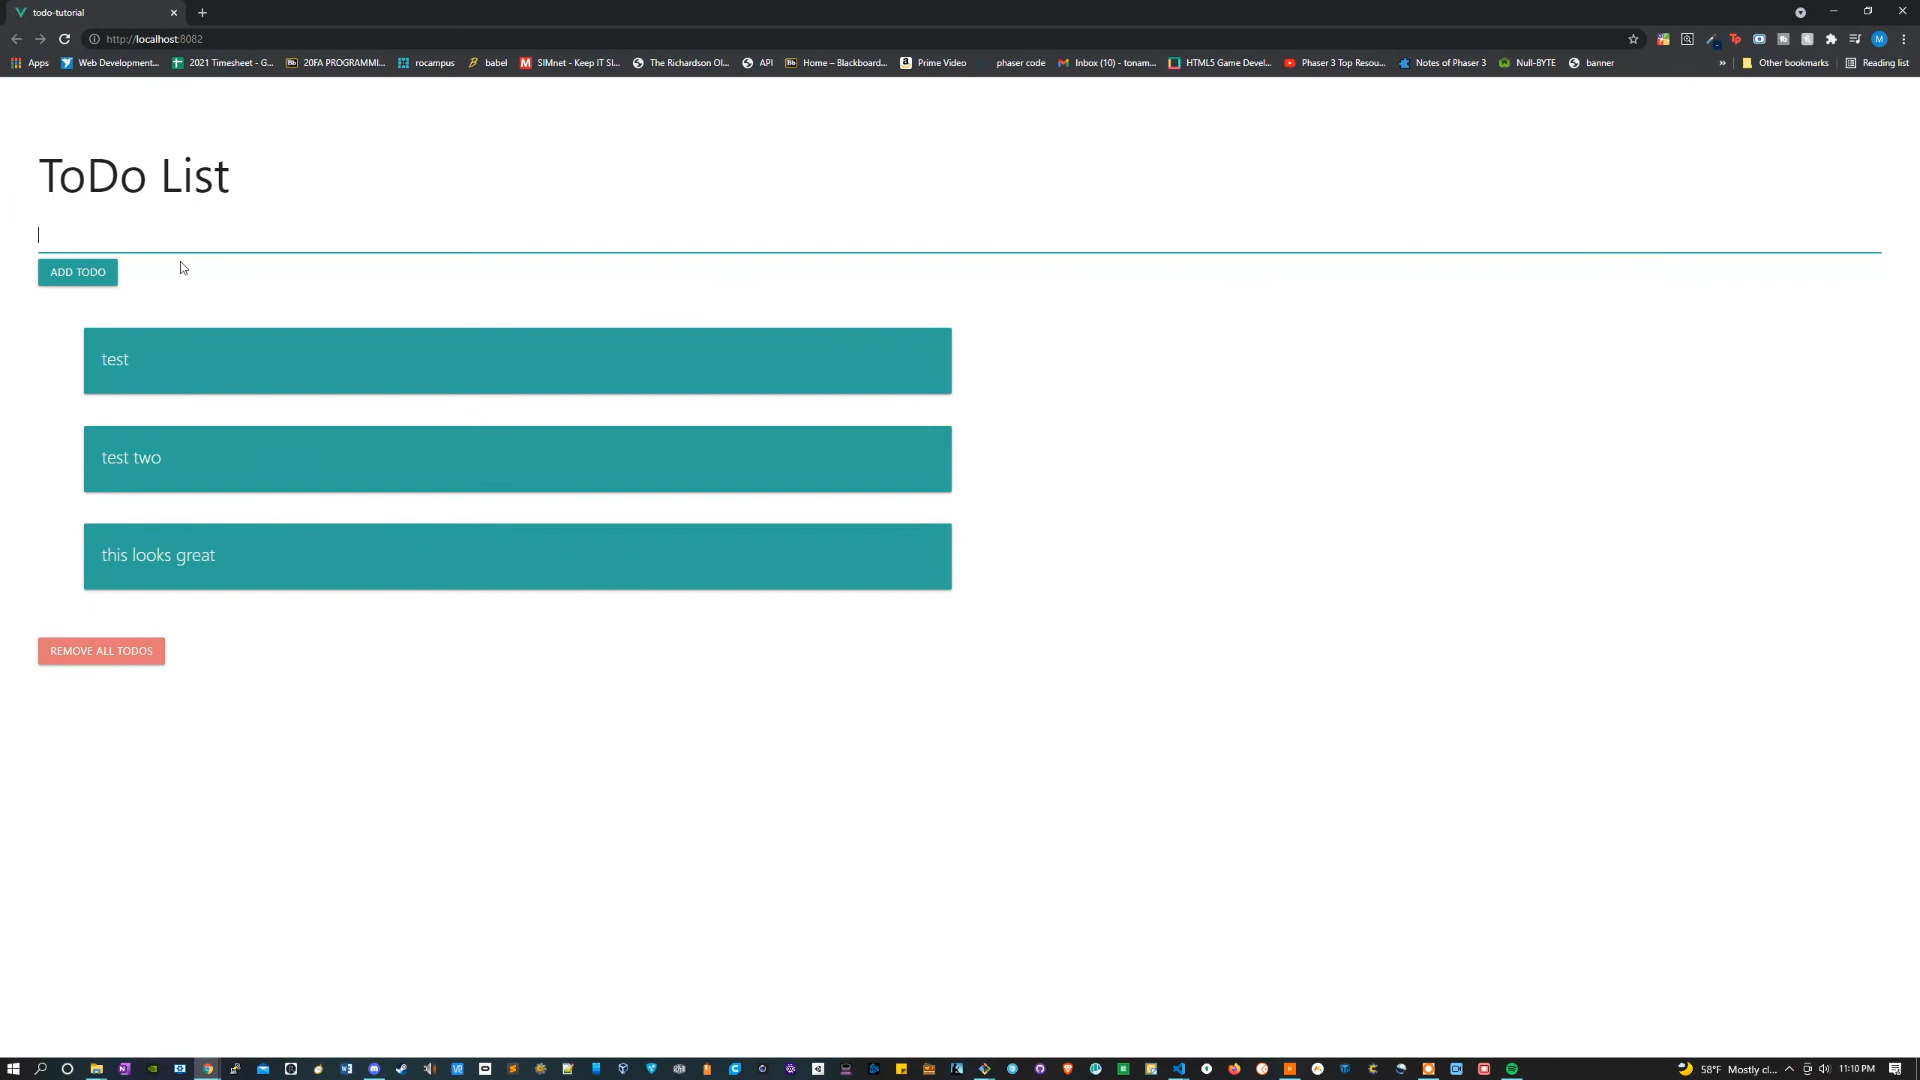 todo-tutorial
http://localhost:8082
Apps Web Development... 2021 Timesheet - G... 20FA PROGRAMMI... rocampus babel SIMnet - Keep IT SI... The Richardson Ol... API Home – Blackboard... Prime Video phaser code Inbox (10) - tonam... HTML5 Game Devel... Phaser 3 Top Resou... Notes of Phaser 3 Null-BYTE banner » Other bookmarks Reading list
ToDo List
ADD TODO
test
test two
this looks great
REMOVE ALL TODOS
58°F Mostly cl... 11:10 PM